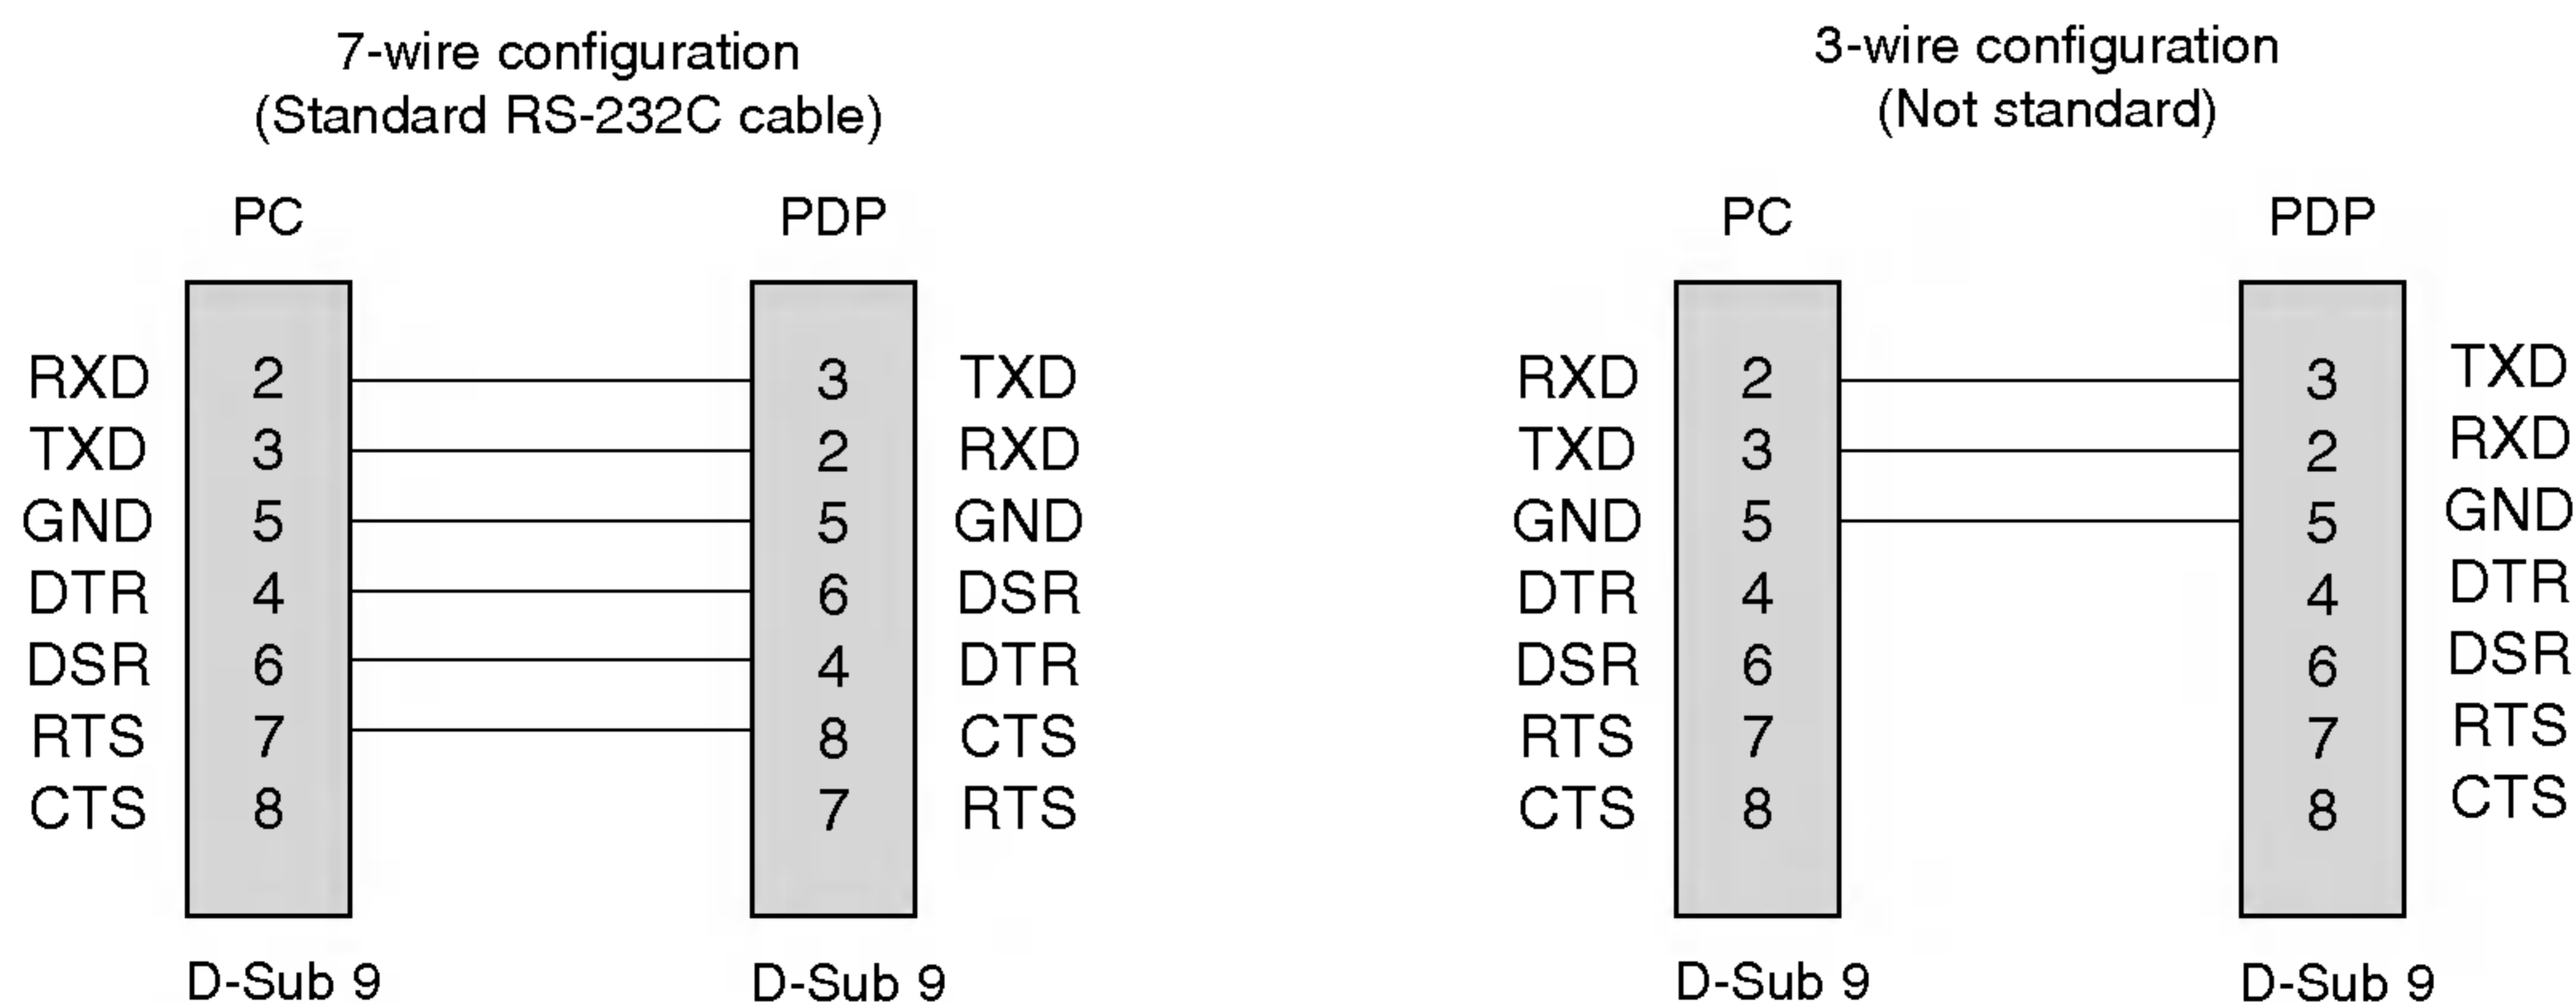 7-wire configuration
(Standard RS-232C cable)
PC PDP
RXD 2 3 TXD
TXD 3 2 RXD
GND 5 5 GND
DTR 4 6 DSR
DSR 6 4 DTR
RTS 7 8 CTS
CTS 8 7 RTS
D-Sub 9 D-Sub 9
3-wire configuration
(Not standard)
PC PDP
RXD 2 3 TXD
TXD 3 2 RXD
GND 5 5 GND
DTR 4 4 DTR
DSR 6 6 DSR
RTS 7 7 RTS
CTS 8 8 CTS
D-Sub 9 D-Sub 9